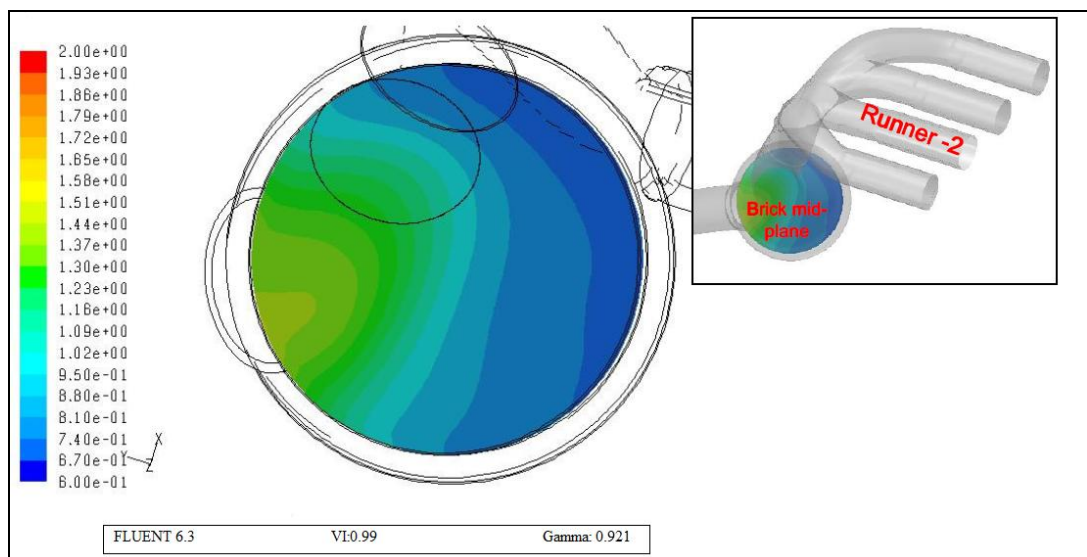 2.00e+00
1.93e+00
1.86e+00
1.79e+00
1.72e+00
1.65e+00
1.58e+00
1.51e+00
1.44e+00
1.37e+00
1.30e+00
1.23e+00
1.16e+00
1.09e+00
1.02e+00
9.50e-01
8.80e-01
8.10e-01
7.40e-01
6.70e-01
6.00e-01
X
Y
Z
Runner -2
Brick mid-
plane
FLUENT 6.3 VI:0.99 Gamma: 0.921